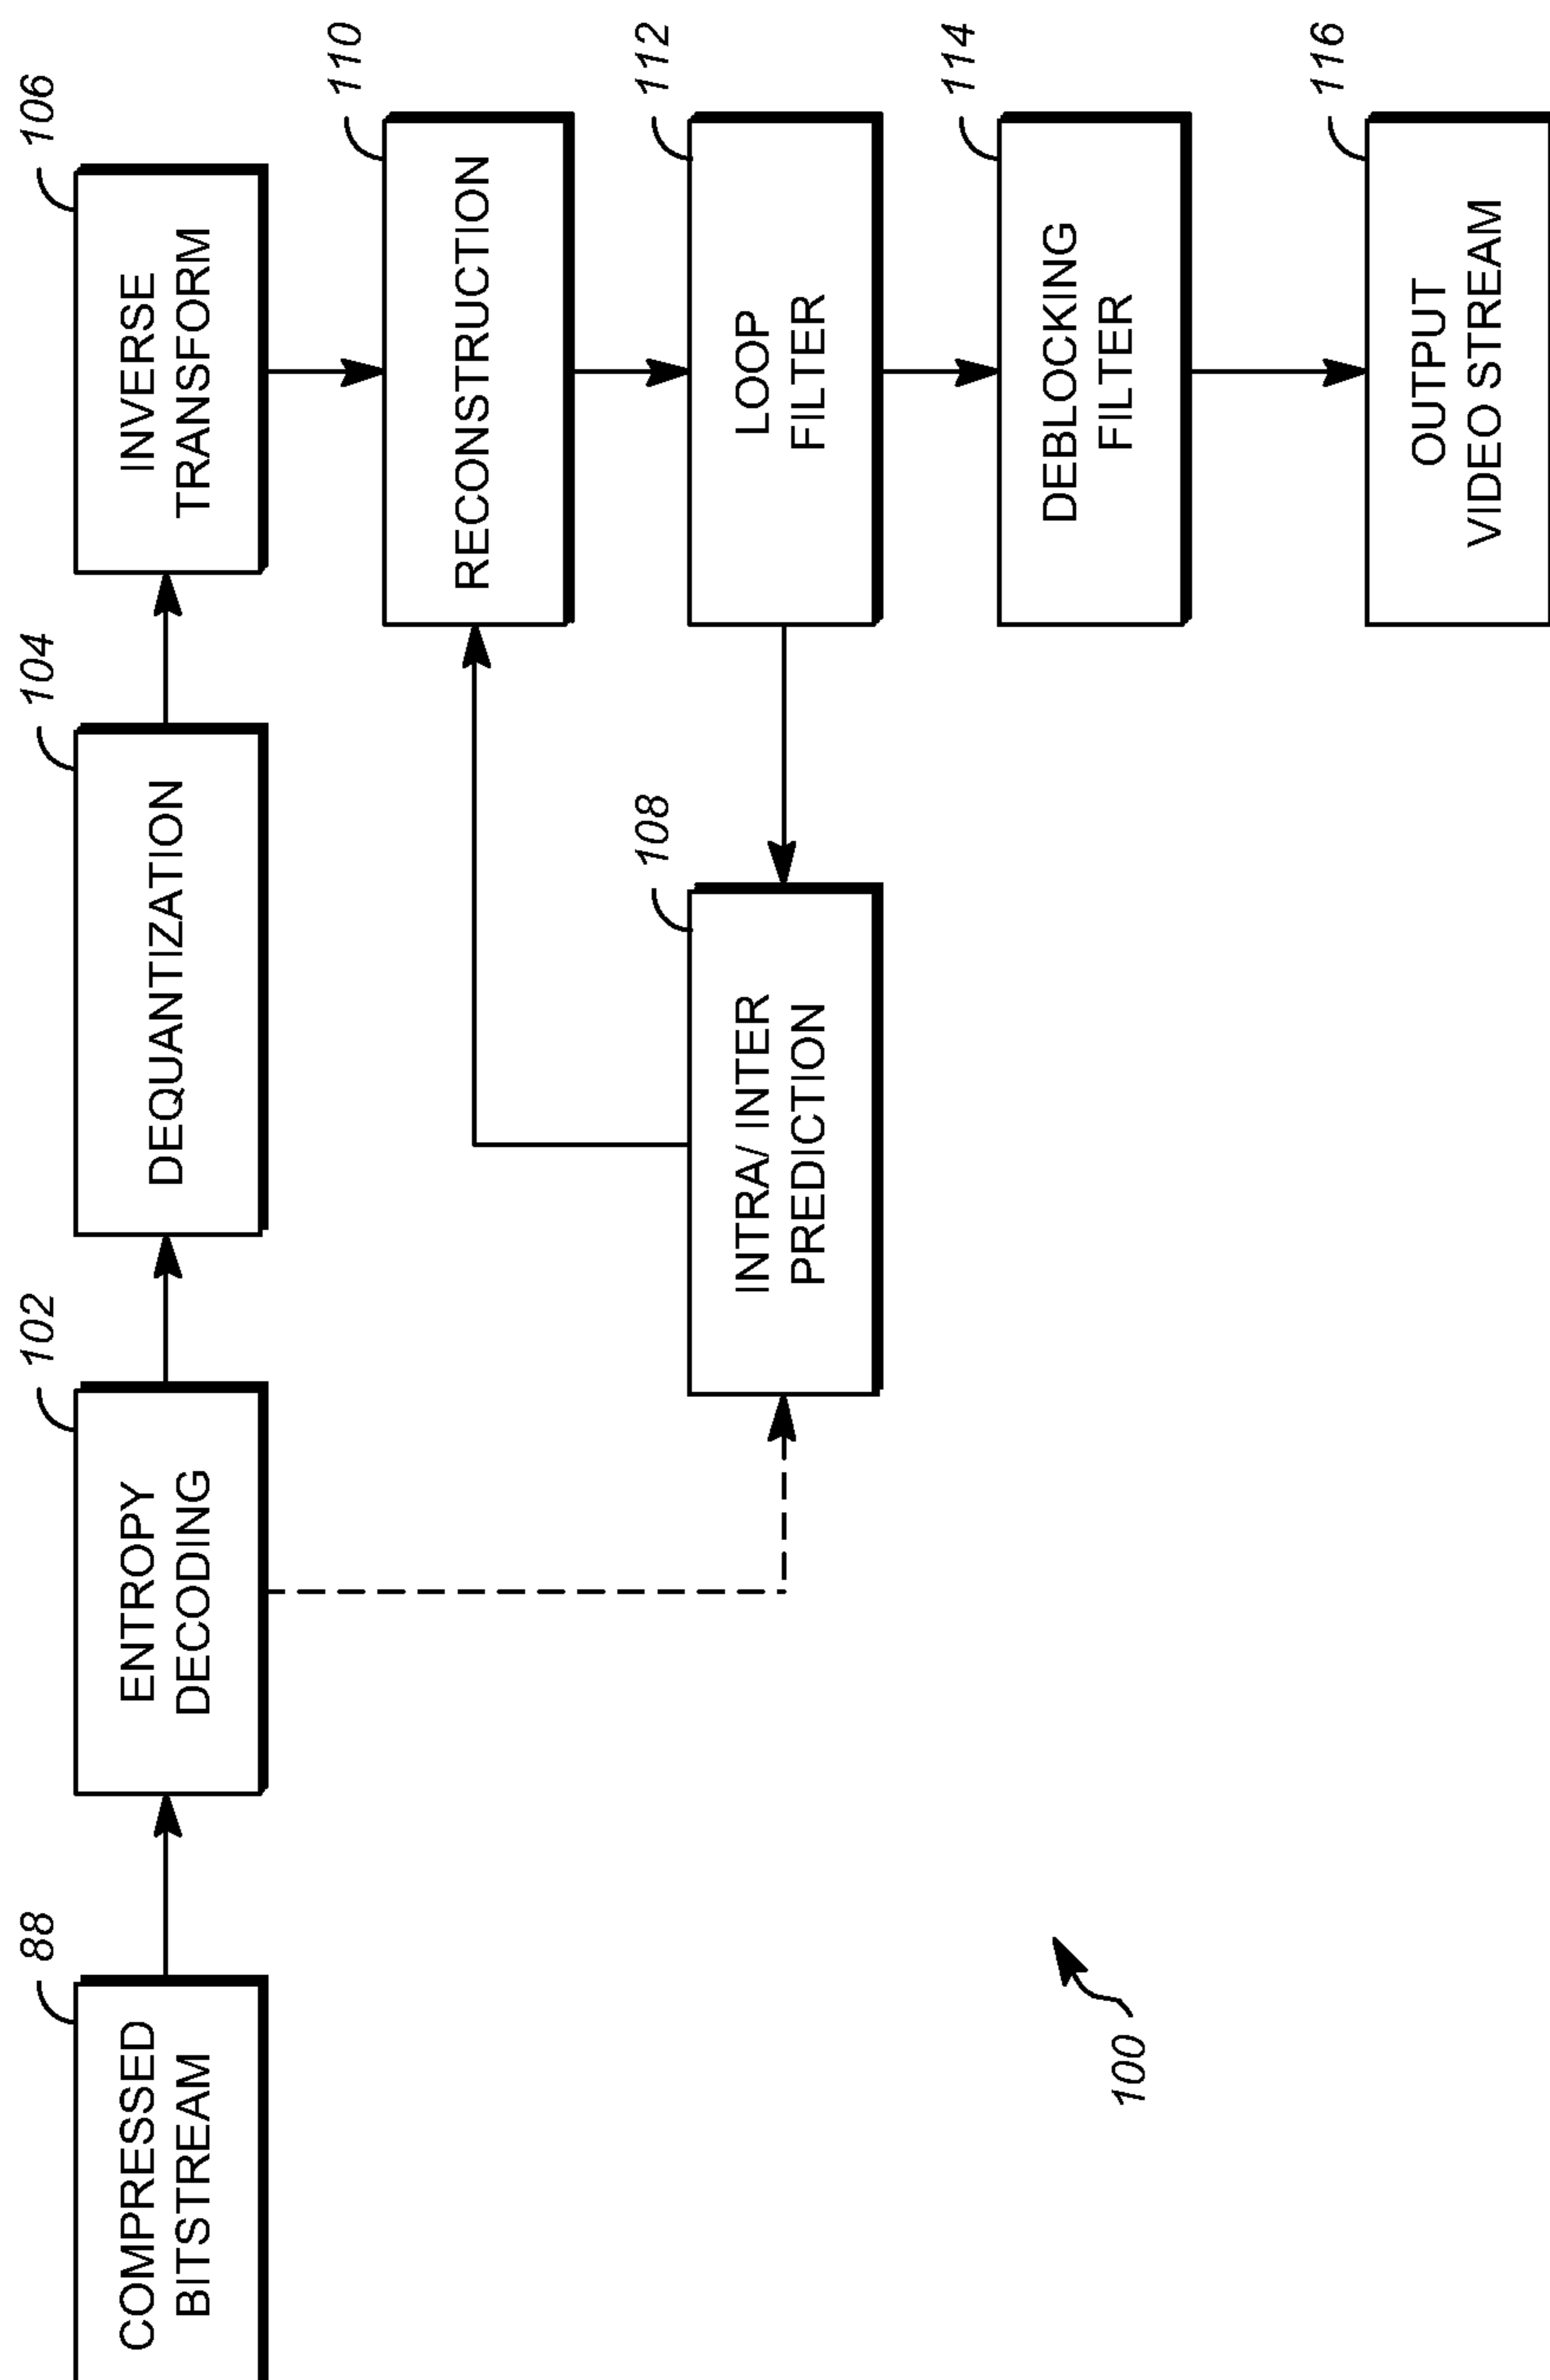 88
COMPRESSED
BITSTREAM
102
ENTROPY
DECODING
104
DEQUANTIZATION
106
INVERSE
TRANSFORM
110
RECONSTRUCTION
108
INTRA/ INTER
PREDICTION
112
LOOP
FILTER
114
DEBLOCKING
FILTER
100
116
OUTPUT
VIDEO STREAM